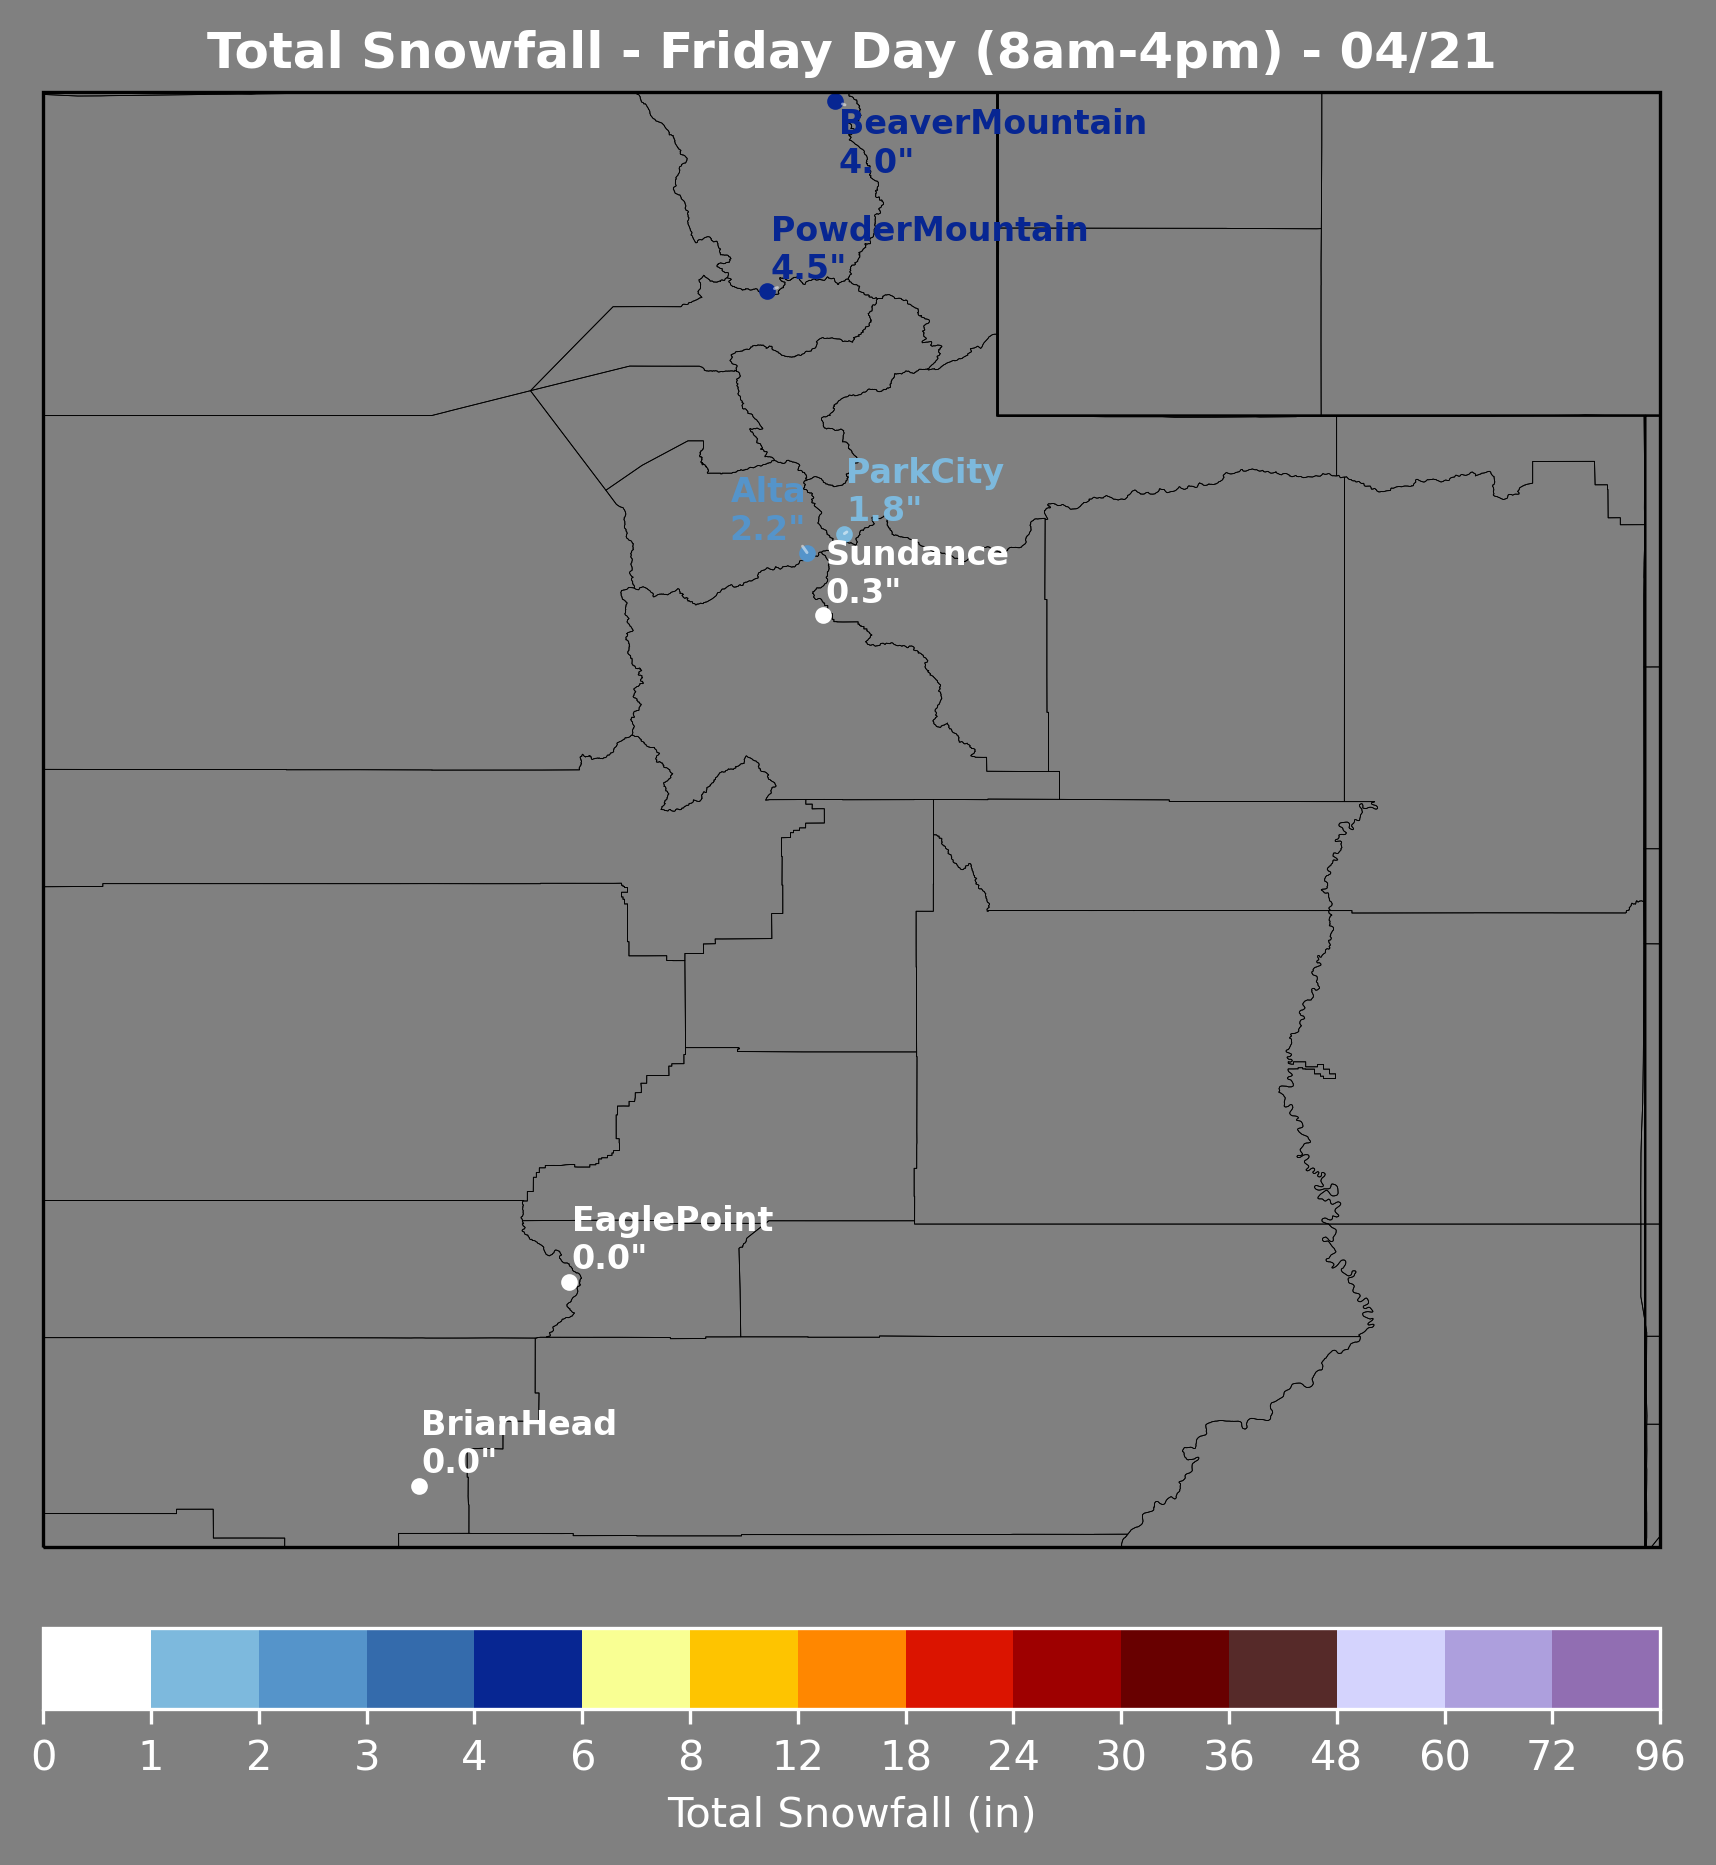 Total Snowfall - Friday Day (8am-4pm) - 04/21
BeaverMountain
4.0"
PowderMountain
4.5"
ParkCity
1.8"
Alta
2.2"
Sundance
0.3"
EaglePoint
0.0"
BrianHead
0.0"
0 1 2 3 4 6 8 12 18 24 30 36 48 60 72 96
Total Snowfall (in)